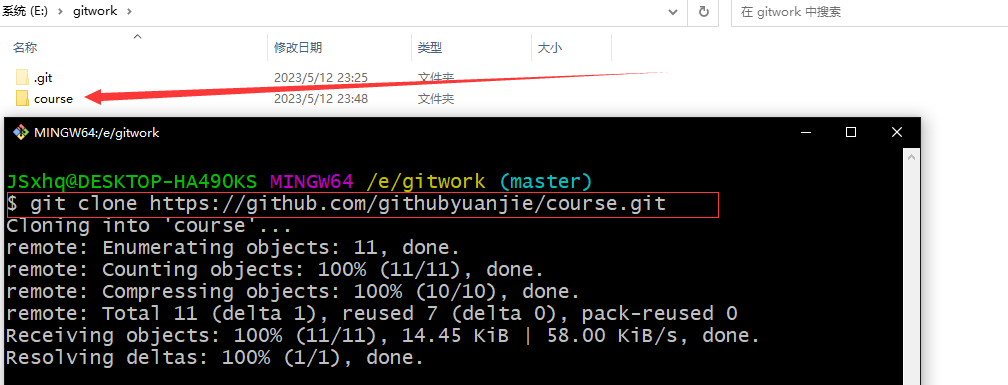 系统 (E:) > gitwork >
在 gitwork 中搜索
名称 修改日期 类型 大小
.git 2023/5/12 23:25 文件夹
course 2023/5/12 23:48 文件夹
MINGW64:/e/gitwork
JSxhq@DESKTOP-HA490KS MINGW64 /e/gitwork (master)
$ git clone https://github.com/githubyuanjie/course.git
Cloning into 'course'...
remote: Enumerating objects: 11, done.
remote: Counting objects: 100% (11/11), done.
remote: Compressing objects: 100% (10/10), done.
remote: Total 11 (delta 1), reused 7 (delta 0), pack-reused 0
Receiving objects: 100% (11/11), 14.45 KiB | 58.00 KiB/s, done.
Resolving deltas: 100% (1/1), done.